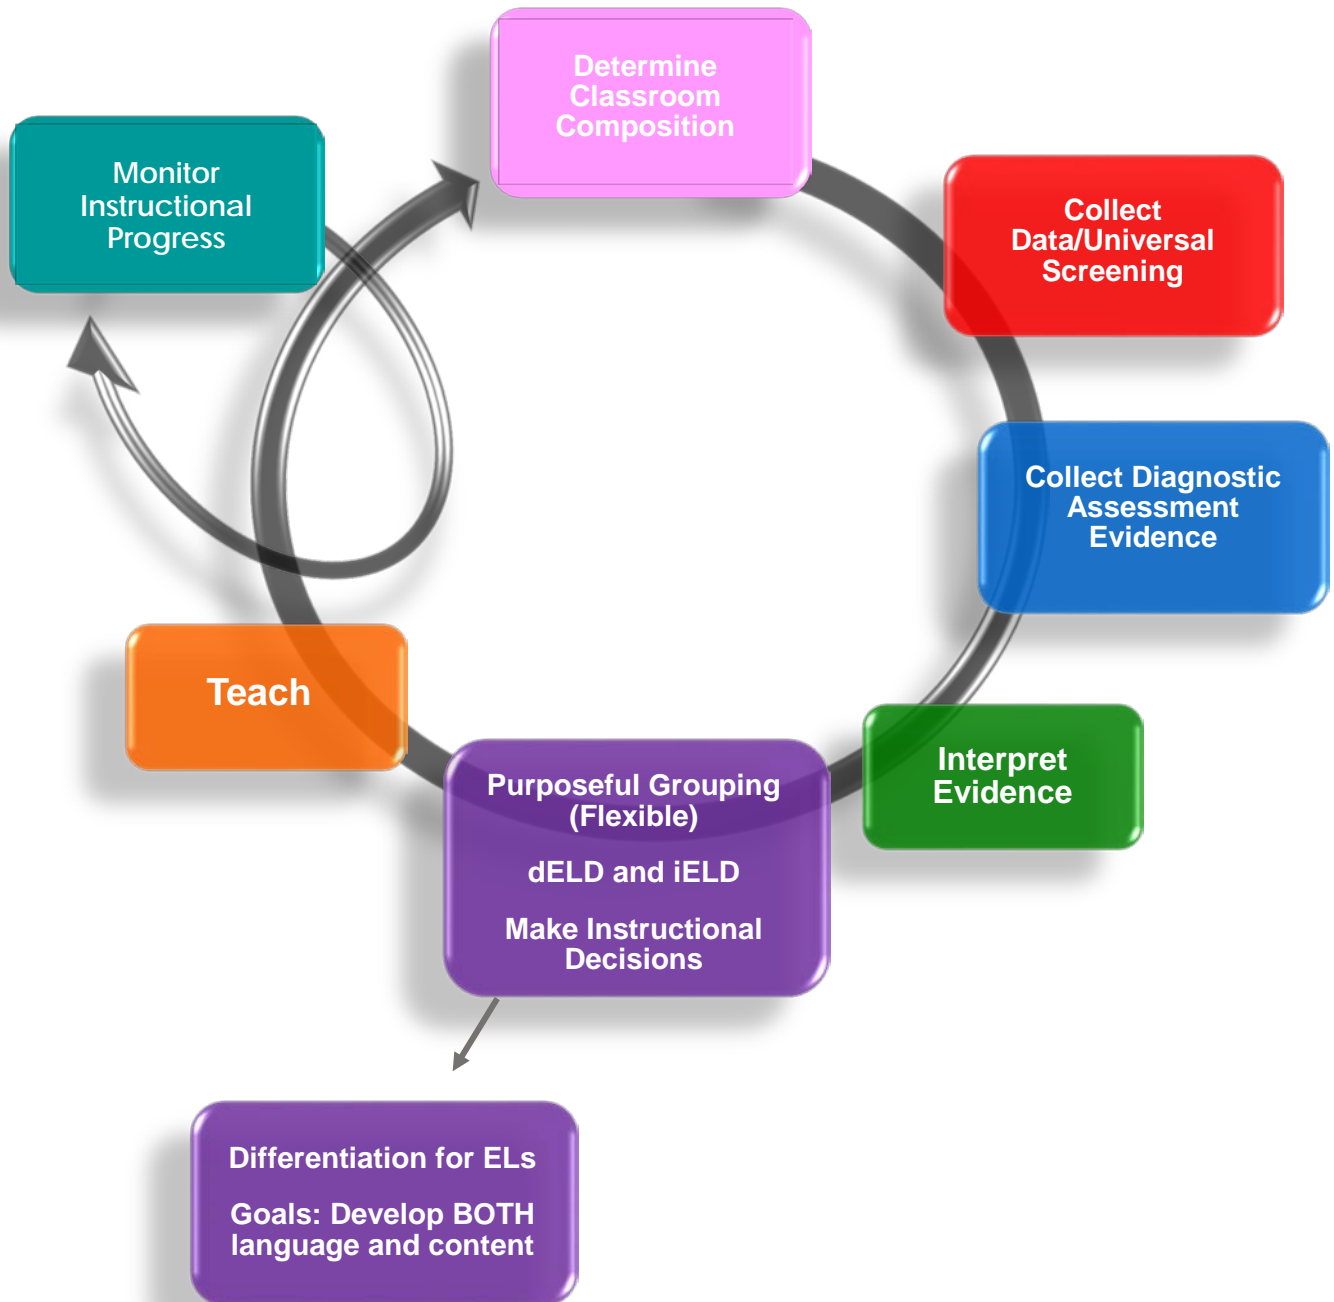 Determine
Classroom
Composition
Monitor
Instructional
Progress
Collect
Data/Universal
Screening
Collect Diagnostic
Assessment
Evidence
Interpret
Evidence
Purposeful Grouping
(Flexible)
dELD and iELD
Make Instructional
Decisions
Teach
Differentiation for ELs
Goals: Develop BOTH
language and content